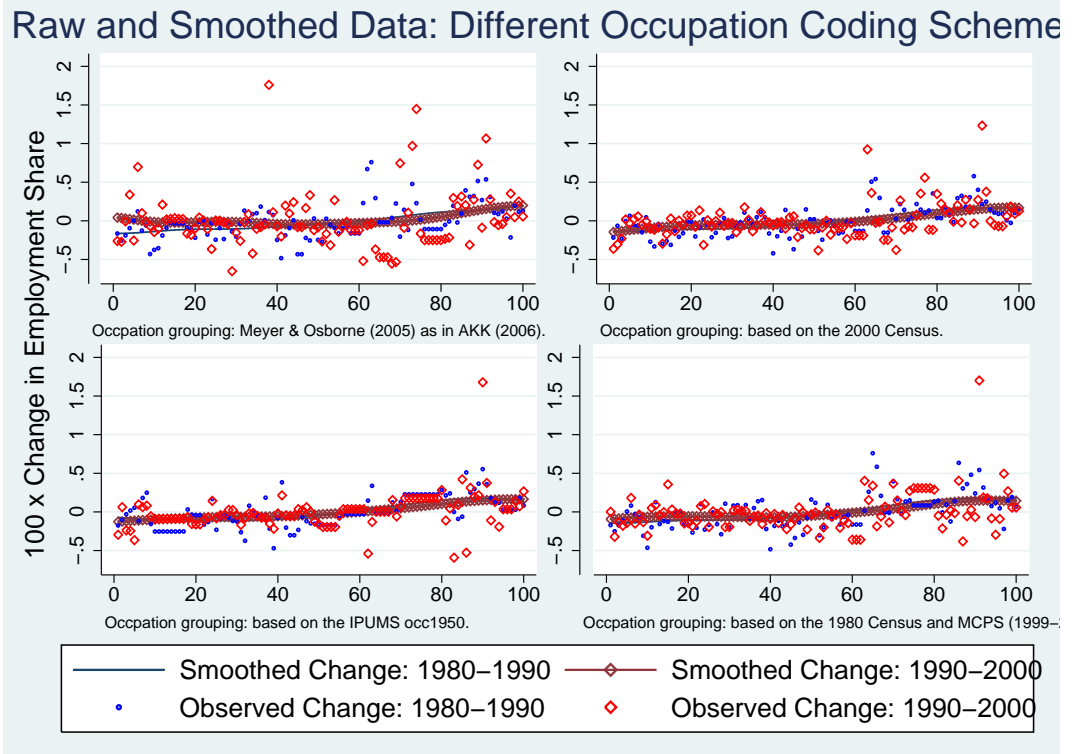 Raw and Smoothed Data: Different Occupation Coding Scheme
100 x Change in Employment Share
2
1.5
1
.5
0
−.5
0 20 40 60 80 100
Occpation grouping: Meyer & Osborne (2005) as in AKK (2006).
2
1.5
1
.5
0
−.5
0 20 40 60 80 100
Occpation grouping: based on the 2000 Census.
2
1.5
1
.5
0
−.5
0 20 40 60 80 100
Occpation grouping: based on the IPUMS occ1950.
2
1.5
1
.5
0
−.5
0 20 40 60 80 100
Occpation grouping: based on the 1980 Census and MCPS (1999−
Smoothed Change: 1980−1990
Smoothed Change: 1990−2000
Observed Change: 1980−1990
Observed Change: 1990−2000